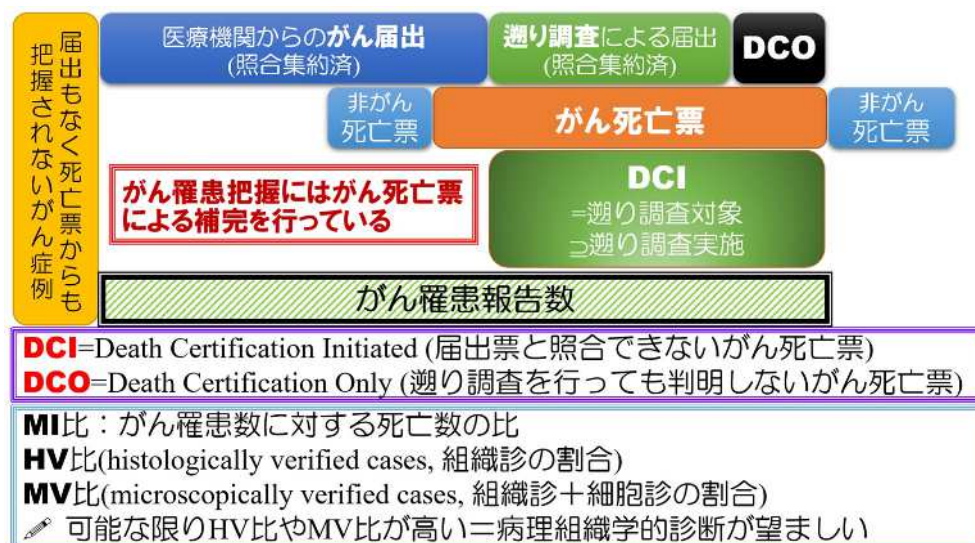 届出もなく死亡票からも
把握されないがん症例
医療機関からのがん届出
(照合集約済)
遡り調査による届出
(照合集約済)
DCO
非がん
死亡票
がん死亡票
非がん
死亡票
がん罹患把握にはがん死亡票
による補完を行っている
DCI
=遡り調査対象
⊇遡り調査実施
がん罹患報告数
DCI=Death Certification Initiated (届出票と照合できないがん死亡票)
DCO=Death Certification Only (遡り調査を行っても判明しないがん死亡票)
MI比：がん罹患数に対する死亡数の比
HV比(histologically verified cases, 組織診の割合)
MV比(microscopically verified cases, 組織診＋細胞診の割合)
可能な限りHV比やMV比が高い＝病理組織学的診断が望ましい